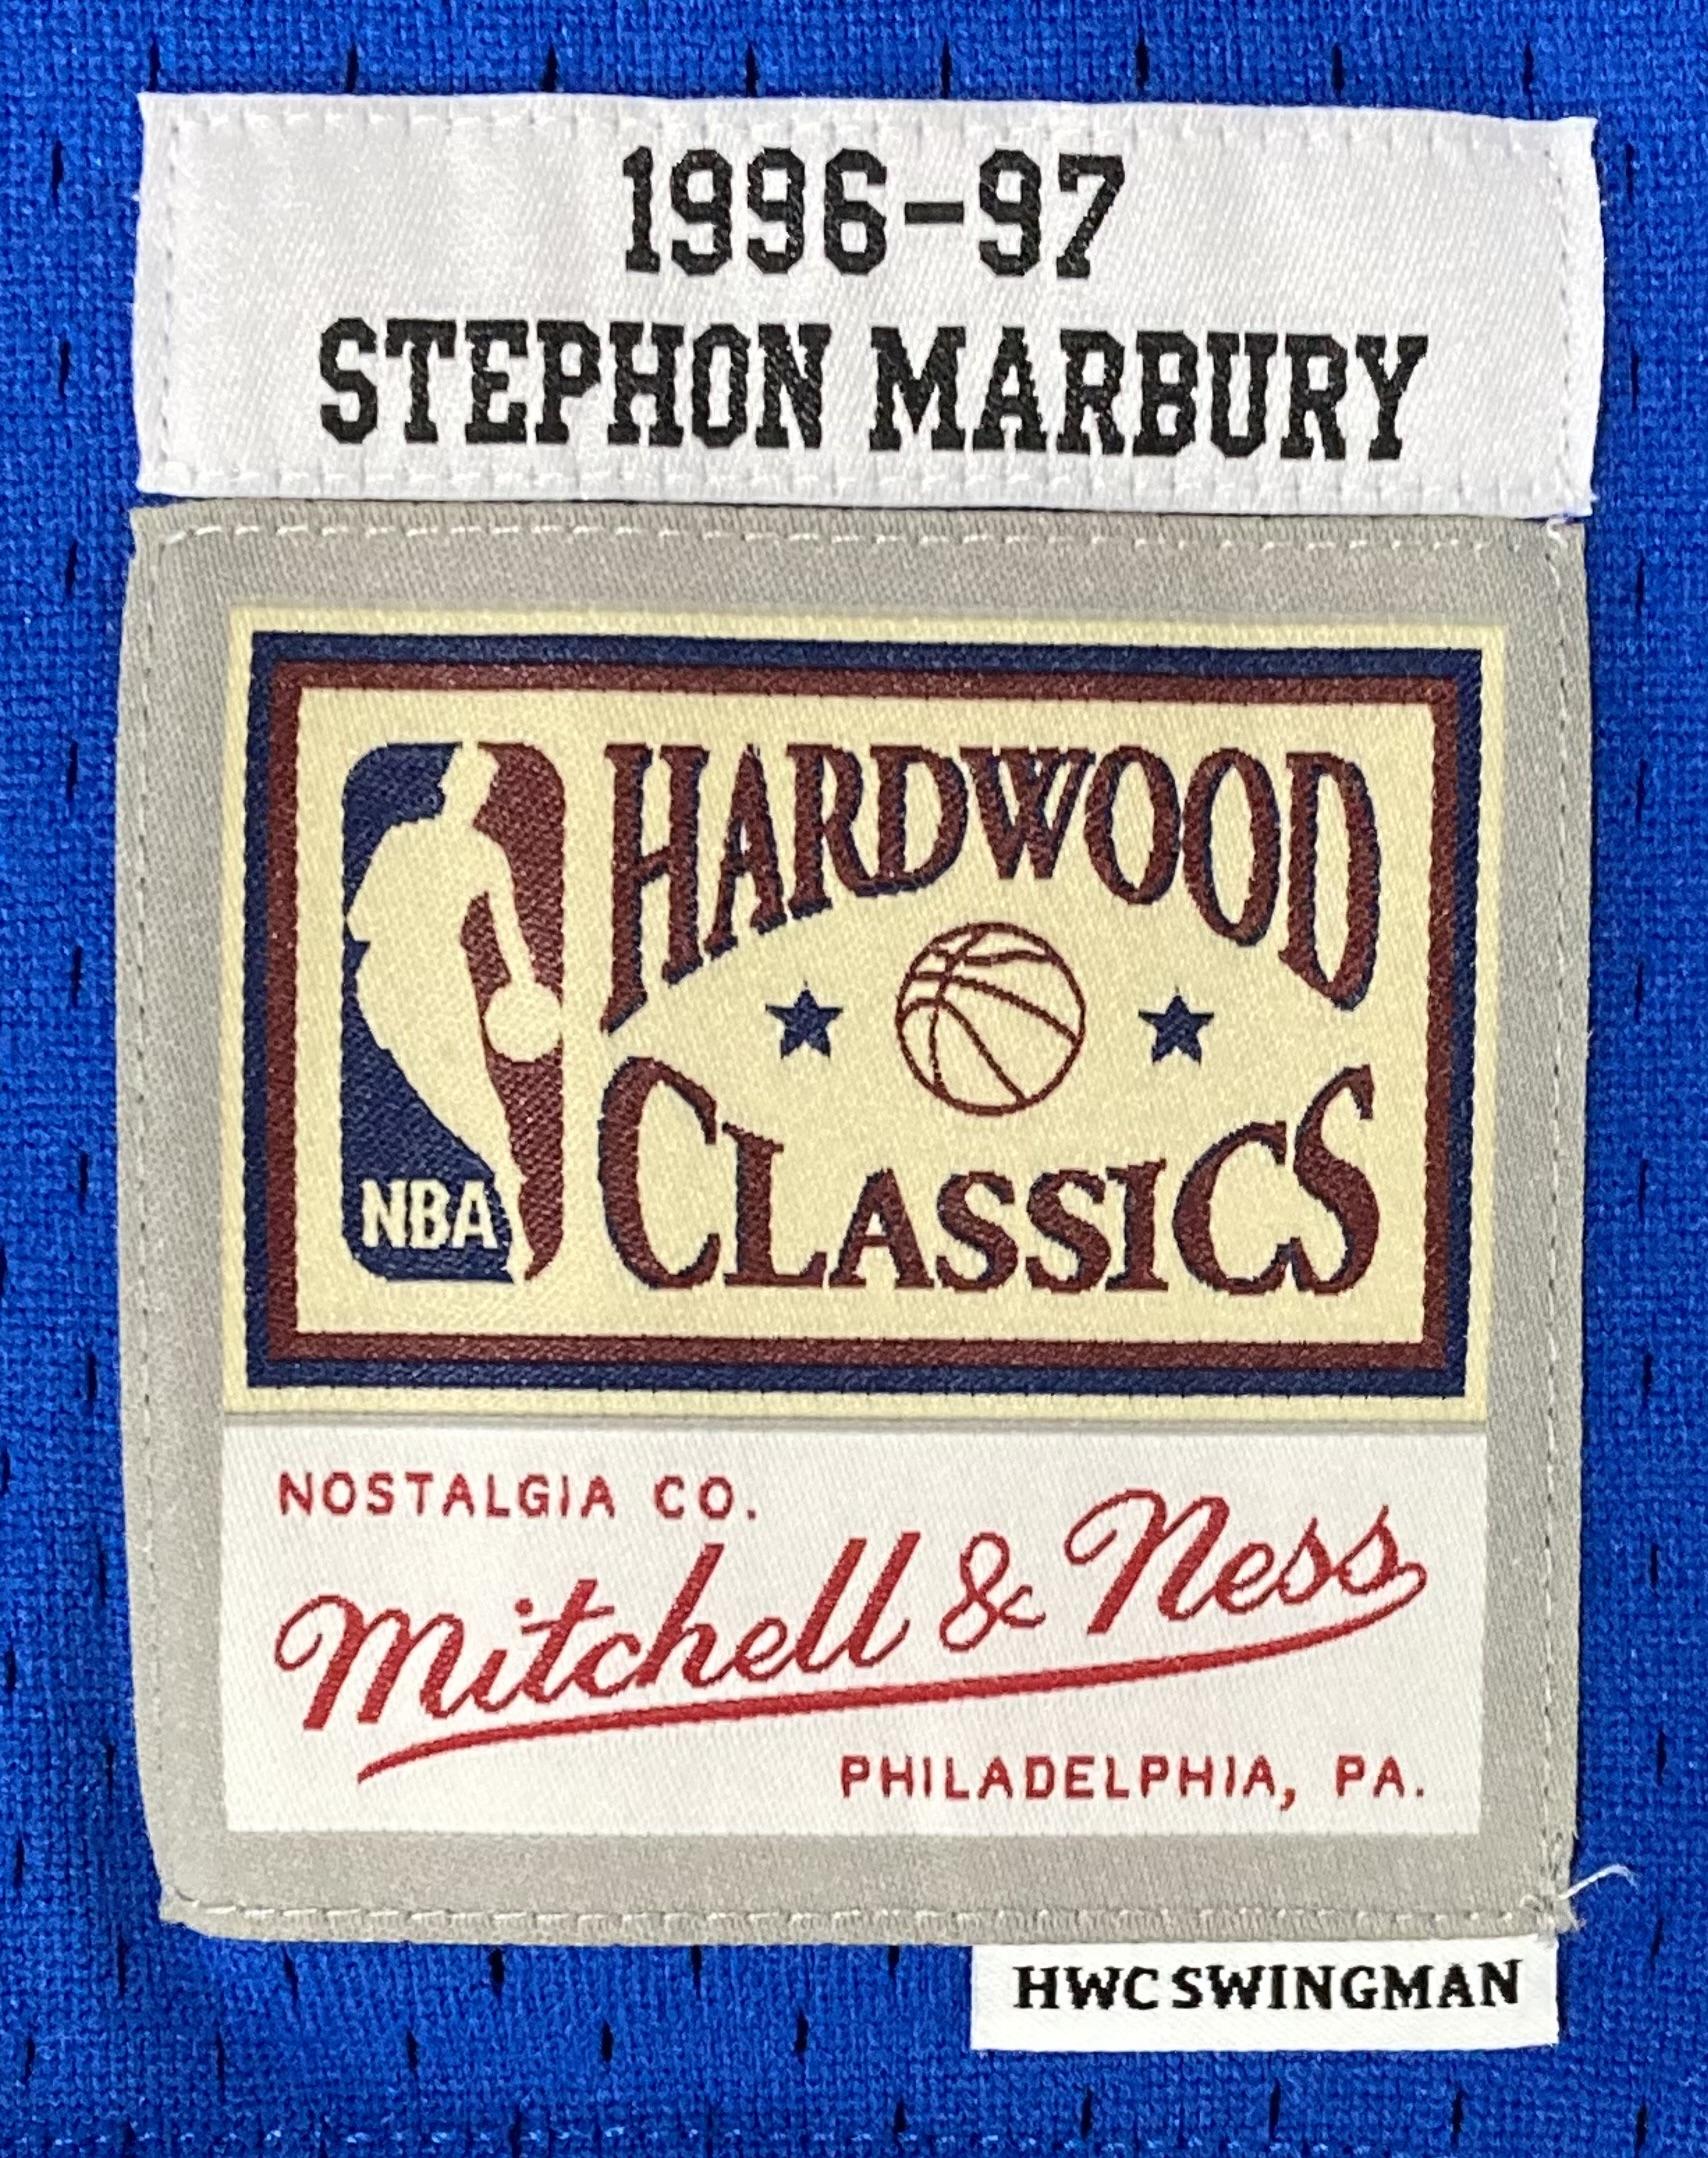 1996-97
STEPHON MARBURY
HARDWOOD
CLASSICS
NBA
NOSTALGIA CO.
Mitchell & Ness
PHILADELPHIA, PA.
HWC SWINGMAN